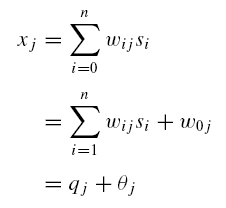 x_j = \sum_{i=0}^{n} w_{ij} s_i
= \sum_{i=1}^{n} w_{ij} s_i + w_{0j}
= q_j + \theta_j